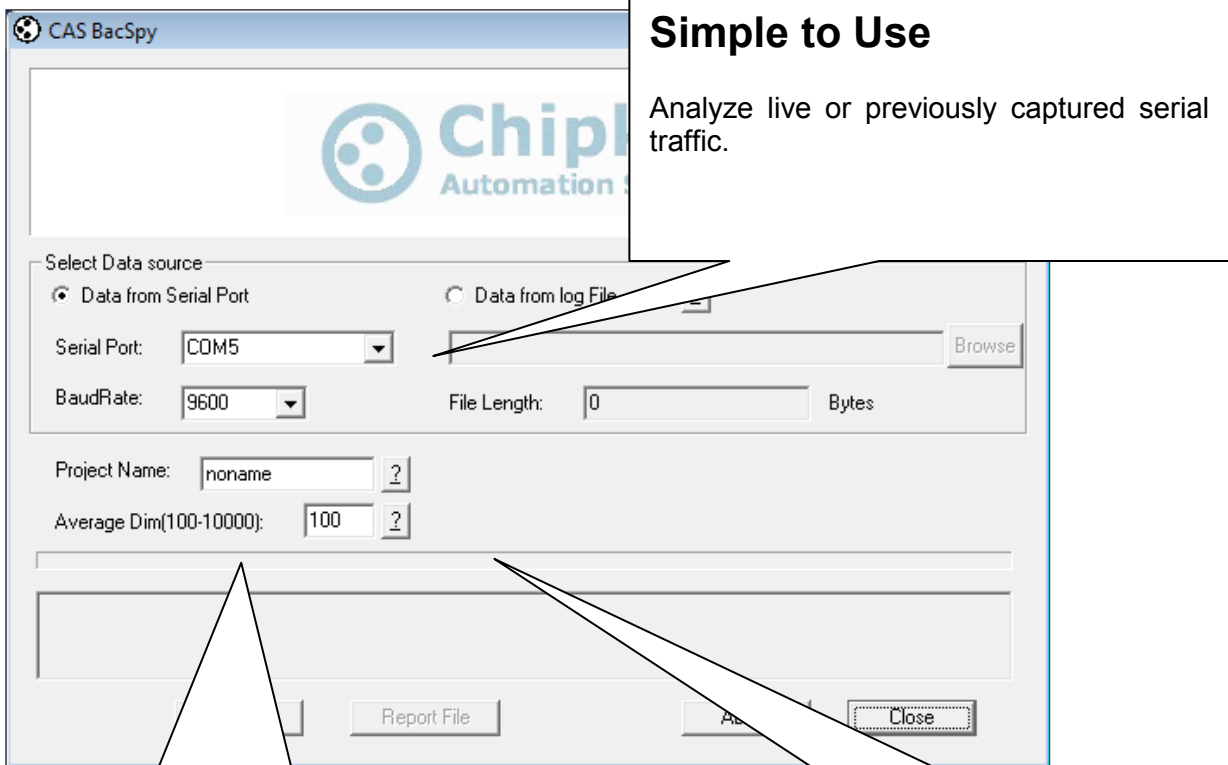 CAS BacSpy
Simple to Use
Analyze live or previously captured serial
traffic.
Automation
Select Data source
Data from Serial Port
Data from log File
Serial Port:
COM5
Browse
BaudRate:
9600
File Length:
0
Bytes
Project Name:
noname
?
Average Dim(100-10000):
100
?
Report File
Close